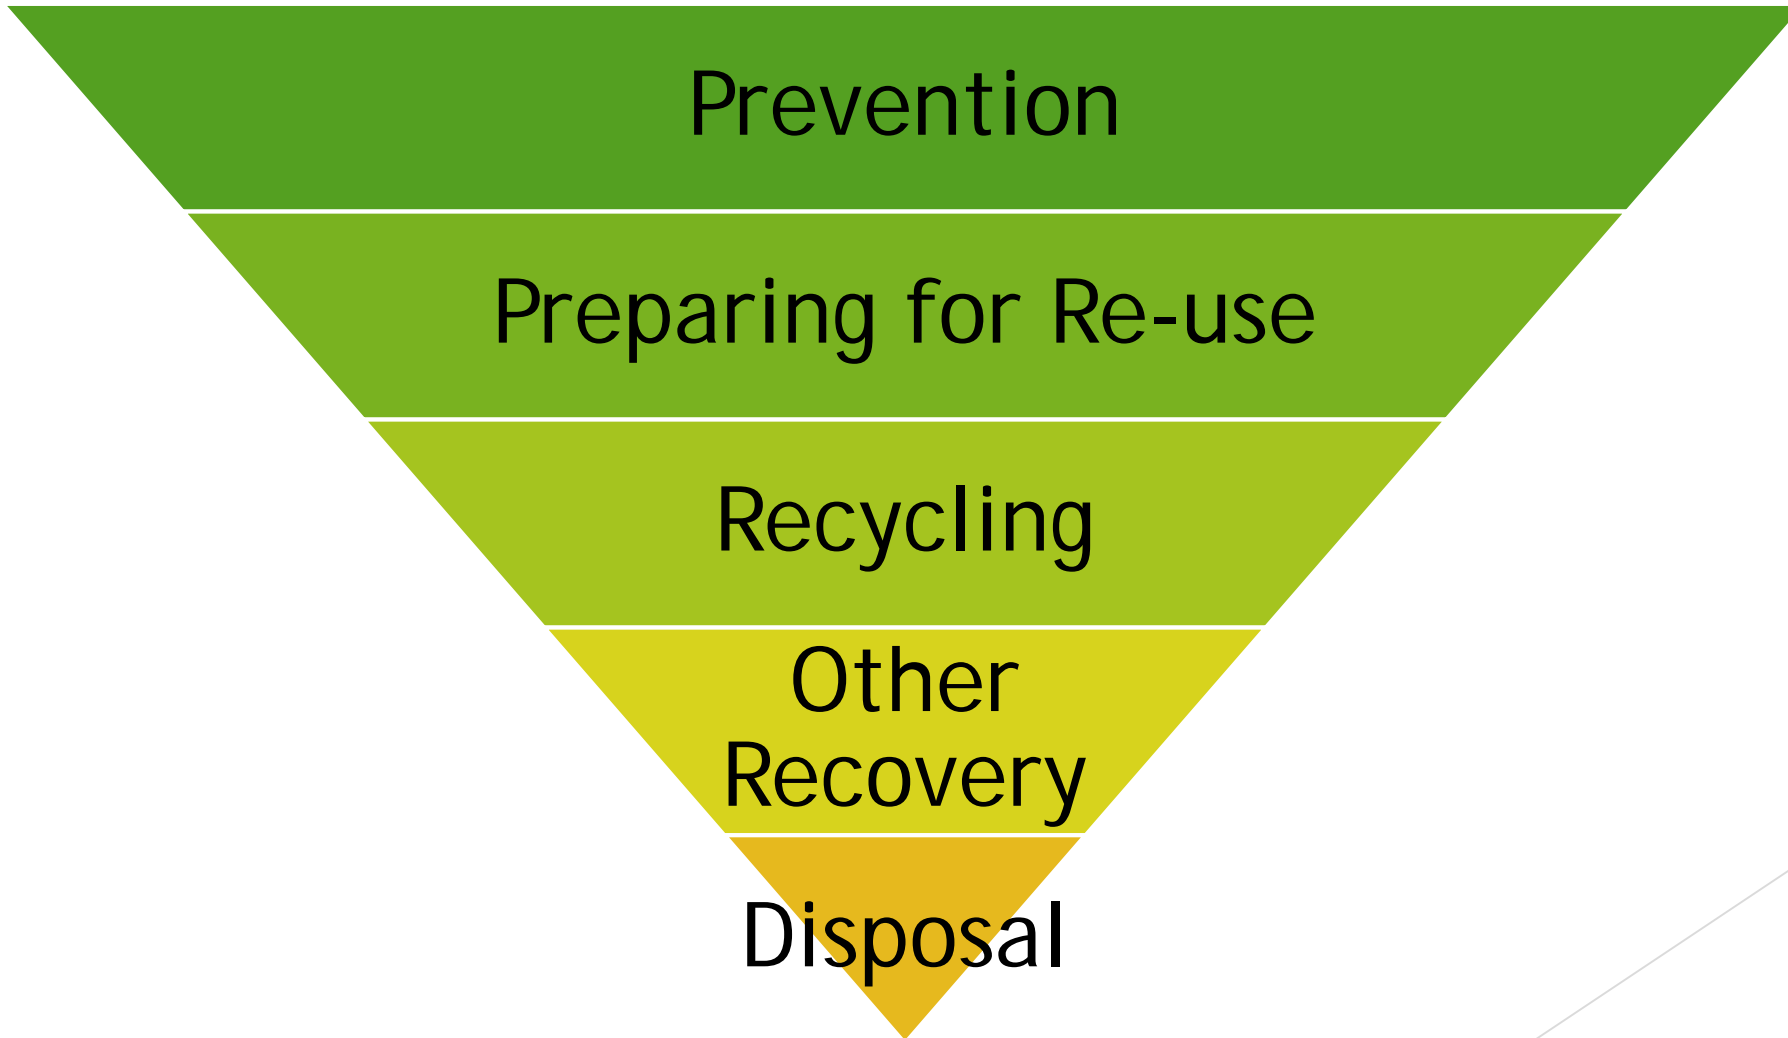 Prevention
Preparing for Re-use
Recycling
Other
Recovery
Disposal